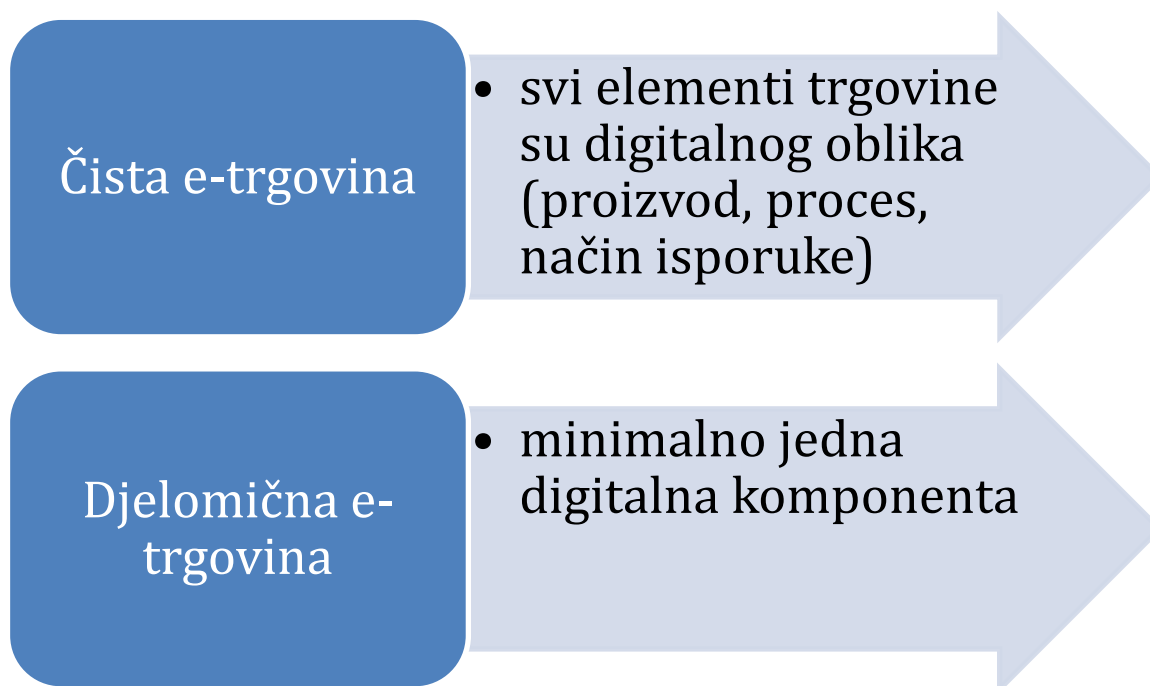 Čista e-trgovina
• svi elementi trgovine
su digitalnog oblika
(proizvod, proces,
način isporuke)
Djelomična e-
trgovina
• minimalno jedna
digitalna komponenta